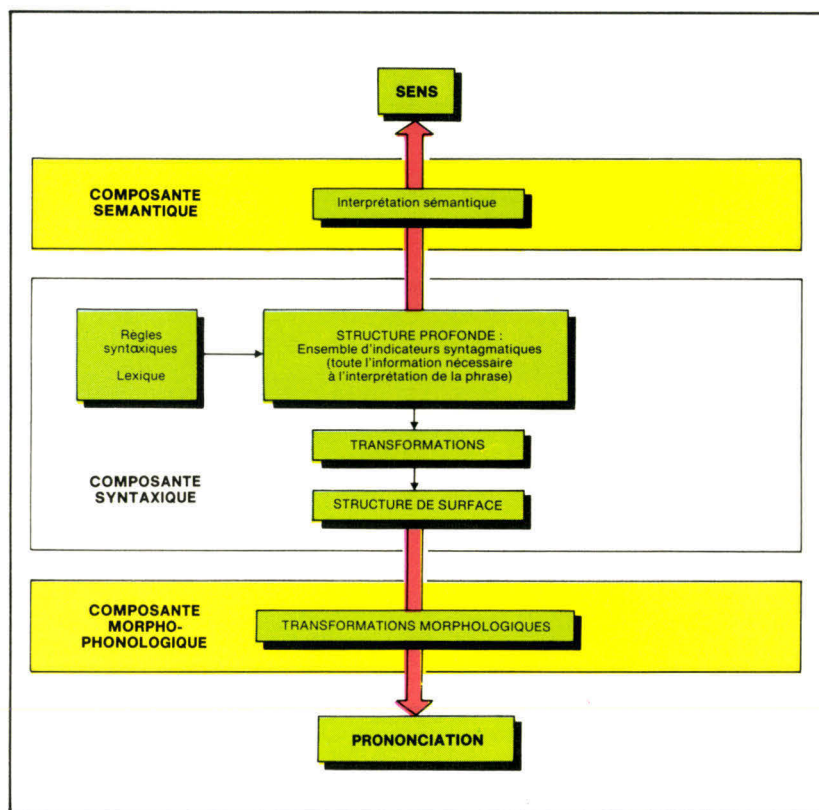 SENS
COMPOSANTE
SEMANTIQUE
Interprétation sémantique
Règles
syntaxiques
Lexique
STRUCTURE PROFONDE :
Ensemble d'indicateurs syntagmatiques
(toute l'information nécessaire
à l'interprétation de la phrase)
TRANSFORMATIONS
COMPOSANTE
SYNTAXIQUE
STRUCTURE DE SURFACE
COMPOSANTE
MORPHO-
PHONOLOGIQUE
TRANSFORMATIONS MORPHOLOGIQUES
PRONONCIATION